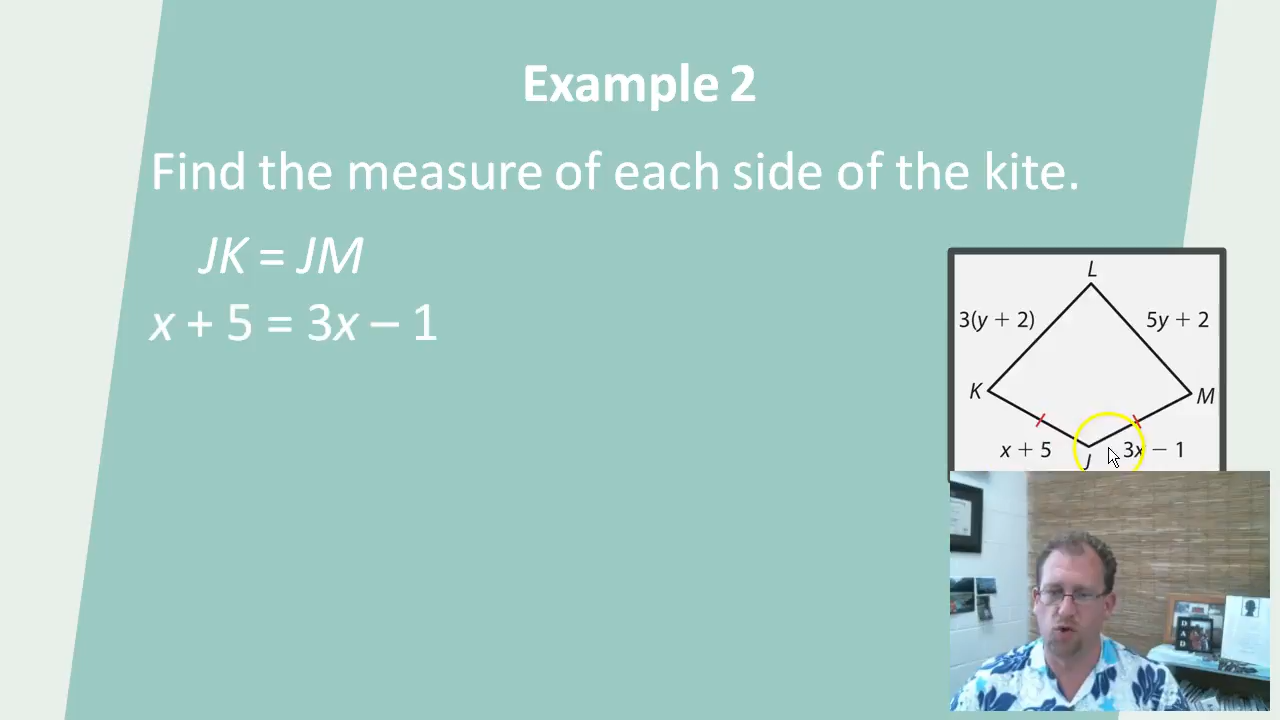 Example 2
Find the measure of each side of the kite.
JK = JM
x + 5 = 3x – 1
L
3(y + 2)
5y + 2
K
M
x + 5
J
3x − 1
DAD